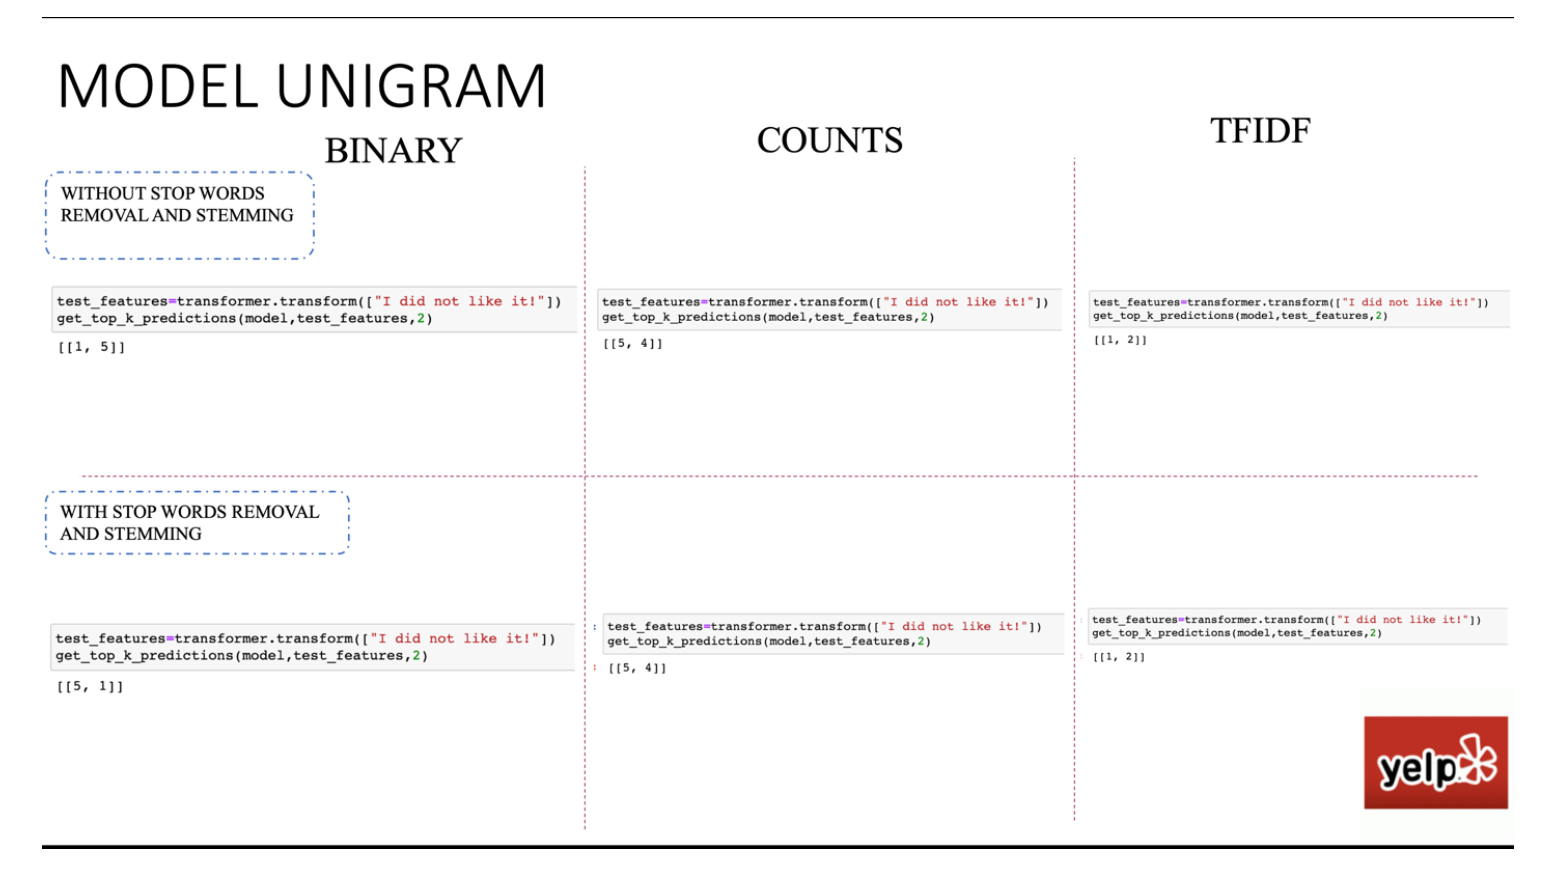 MODEL UNIGRAM
BINARY
COUNTS
TFIDF
WITHOUT STOP WORDS
REMOVAL AND STEMMING
test_features=transformer.transform(["I did not like it!"])
get_top_k_predictions(model,test_features,2)
[[1, 5]]
test_features=transformer.transform(["I did not like it!"])
get_top_k_predictions(model,test_features,2)
[[5, 4]]
test_features=transformer.transform(["I did not like it!"])
get_top_k_predictions(model,test_features,2)
[[1, 2]]
WITH STOP WORDS REMOVAL
AND STEMMING
test_features=transformer.transform(["I did not like it!"])
get_top_k_predictions(model,test_features,2)
[[5, 1]]
: test_features=transformer.transform(["I did not like it!"])
get_top_k_predictions(model,test_features,2)
: [[5, 4]]
test_features=transformer.transform(["I did not like it!"])
get_top_k_predictions(model,test_features,2)
[[1, 2]]
yelp